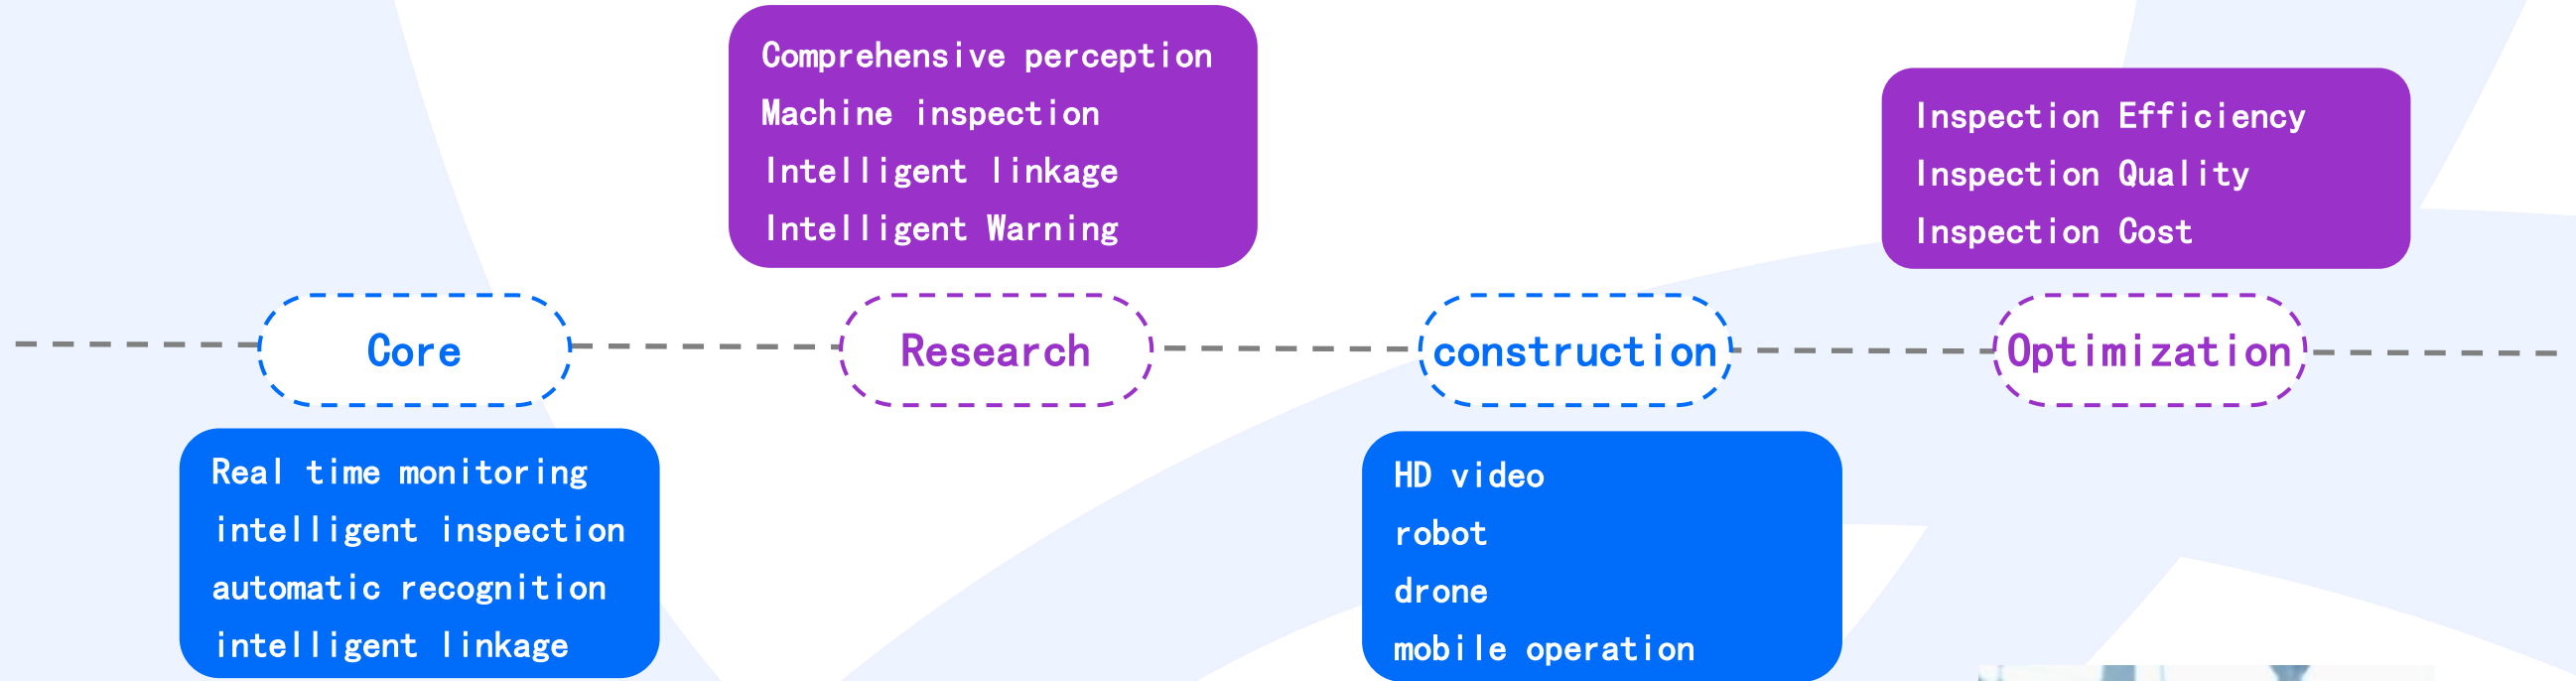 Comprehensive perception
Machine inspection
Intelligent linkage
Intelligent Warning
Inspection Efficiency
Inspection Quality
Inspection Cost
Core
Research
construction
Optimization
Real time monitoring
intelligent inspection
automatic recognition
intelligent linkage
HD video
robot
drone
mobile operation